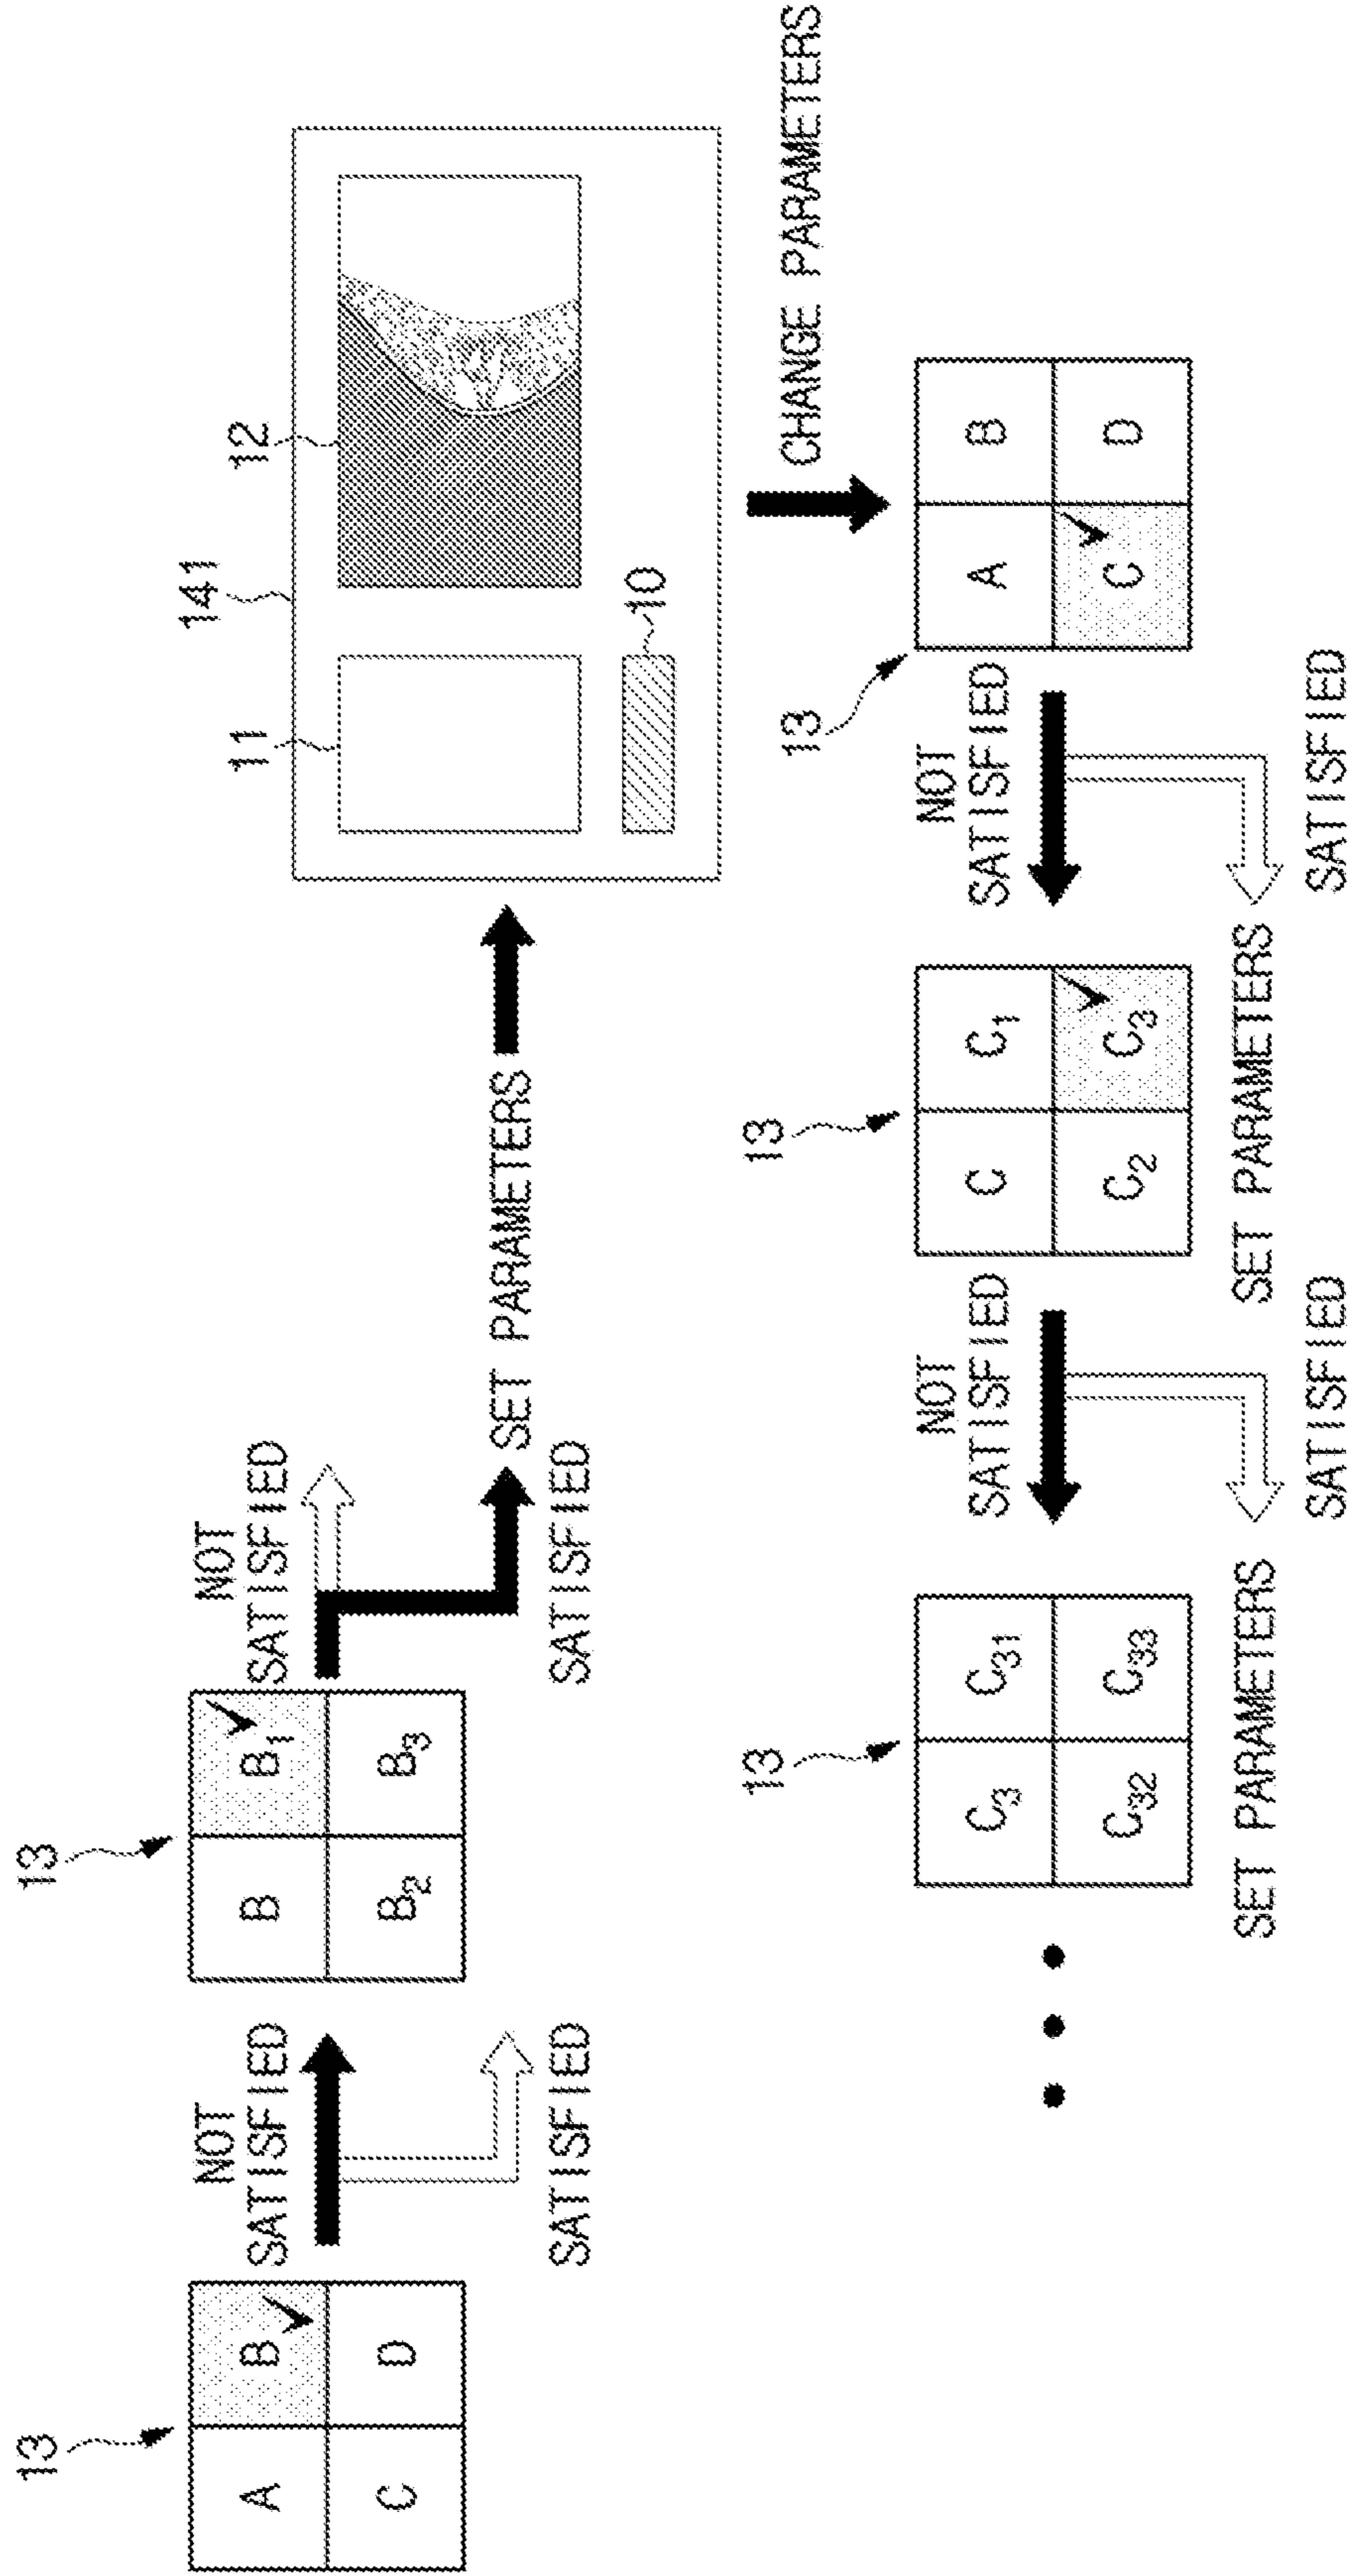 13
A
B
C
D
NOT
SATISFIED
SATISFIED
13
B
B₁
B₂
B₃
NOT
SATISFIED
SATISFIED
SET PARAMETERS
141
11
12
10
CHANGE PARAMETERS
13
A
B
C
D
NOT
SATISFIED
SATISFIED
SET PARAMETERS
13
C
C₁
C₂
C₃
NOT
SATISFIED
SATISFIED
SET PARAMETERS
13
C₃
C₃₁
C₃₂
C₃₃